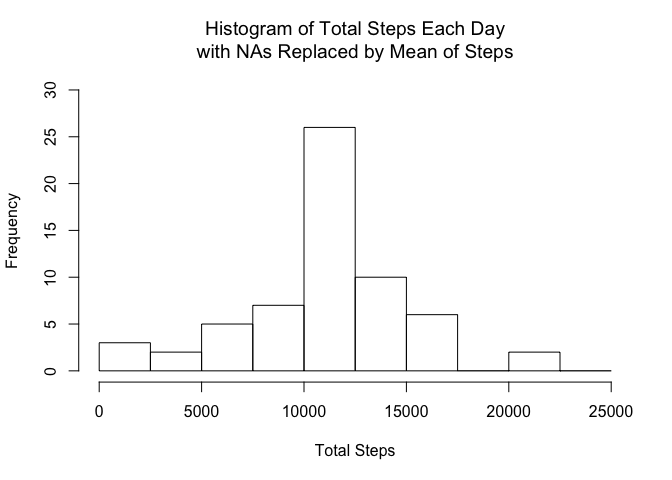 Histogram of Total Steps Each Day
with NAs Replaced by Mean of Steps
Frequency
30
25
20
15
10
5
0
0 5000 10000 15000 20000 25000
Total Steps